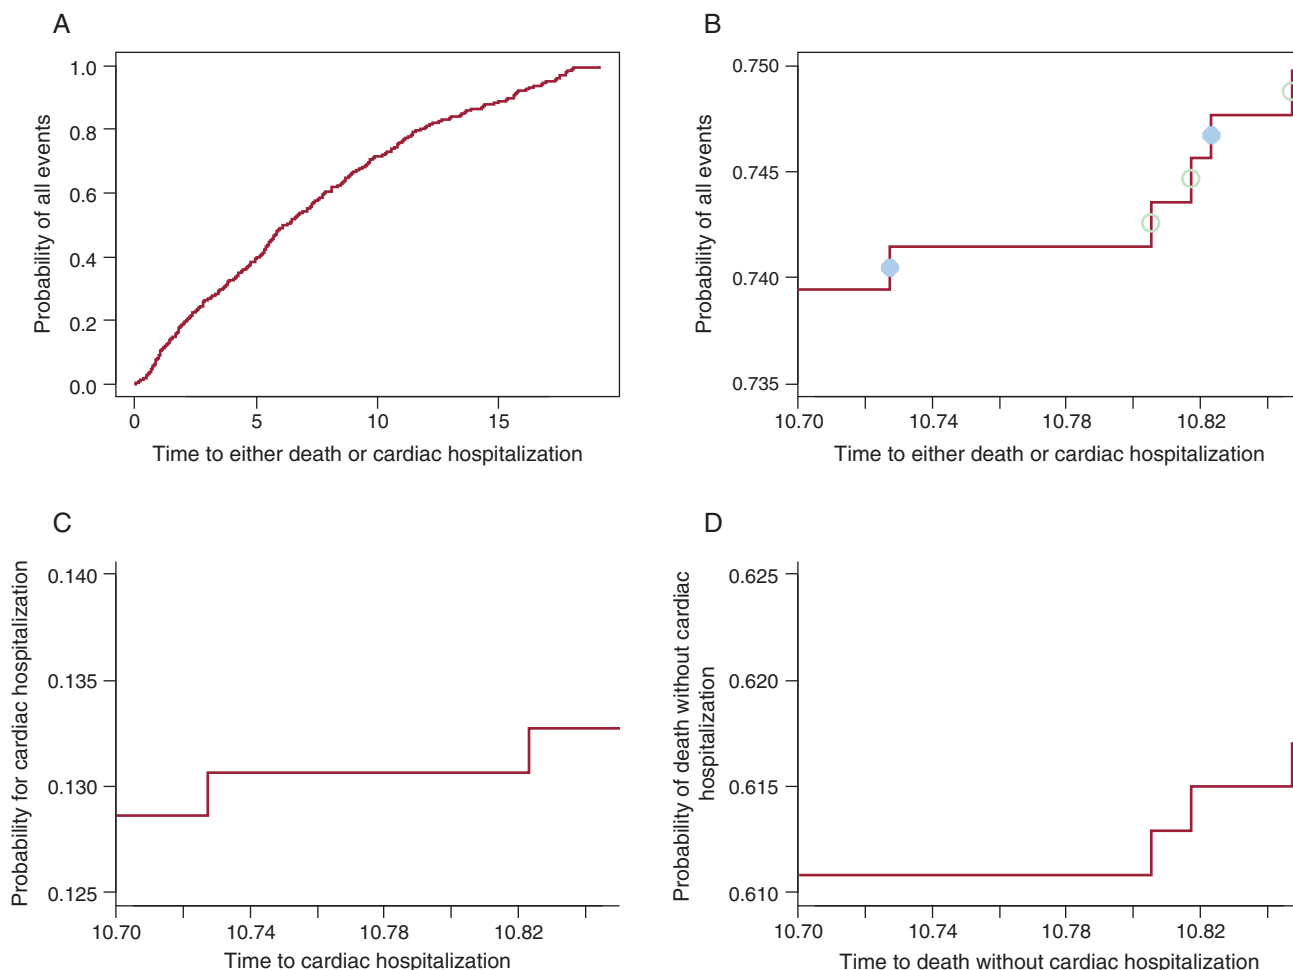 A
Probability of all events
1.0
0.8
0.6
0.4
0.2
0.0
0 5 10 15
Time to either death or cardiac hospitalization
B
Probability of all events
0.750
0.745
0.740
0.735
10.70 10.74 10.78 10.82
Time to either death or cardiac hospitalization
C
Probability for cardiac hospitalization
0.140
0.135
0.130
0.125
10.70 10.74 10.78 10.82
Time to cardiac hospitalization
D
Probability of death without cardiac
hospitalization
0.625
0.620
0.615
0.610
10.70 10.74 10.78 10.82
Time to death without cardiac hospitalization